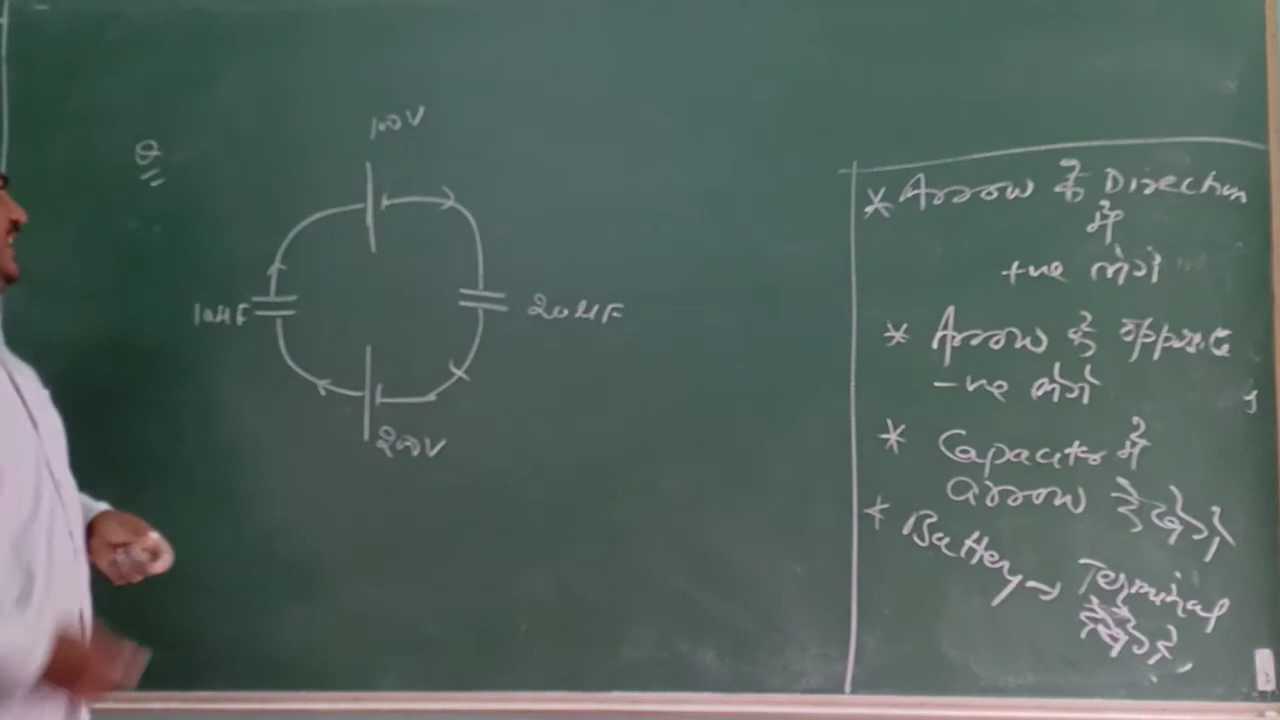 Q
100V
10μF
20μF
200V
* Arrow के Direction
में
+ve
* Arrow के opposite
-ve
* Capacitor में
arrow
* Battery → Terminal